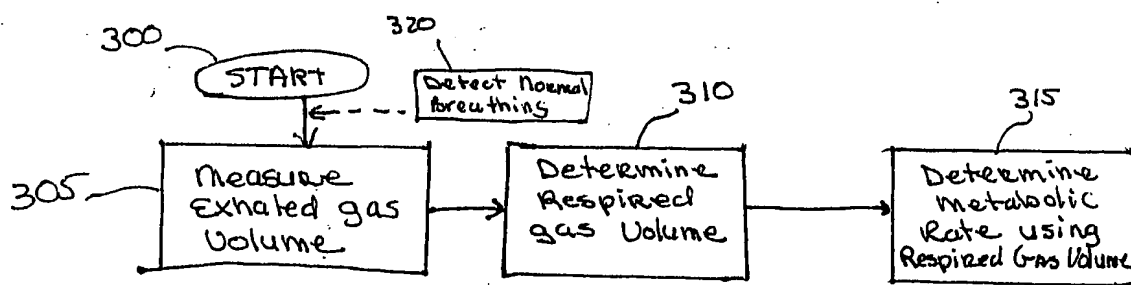 300
START
320
Detect Normal
Breathing
310
315
305
Measure
Exhaled gas
Volume
Determine
Respired
gas Volume
Determine
Metabolic
Rate using
Respired Gas Volume